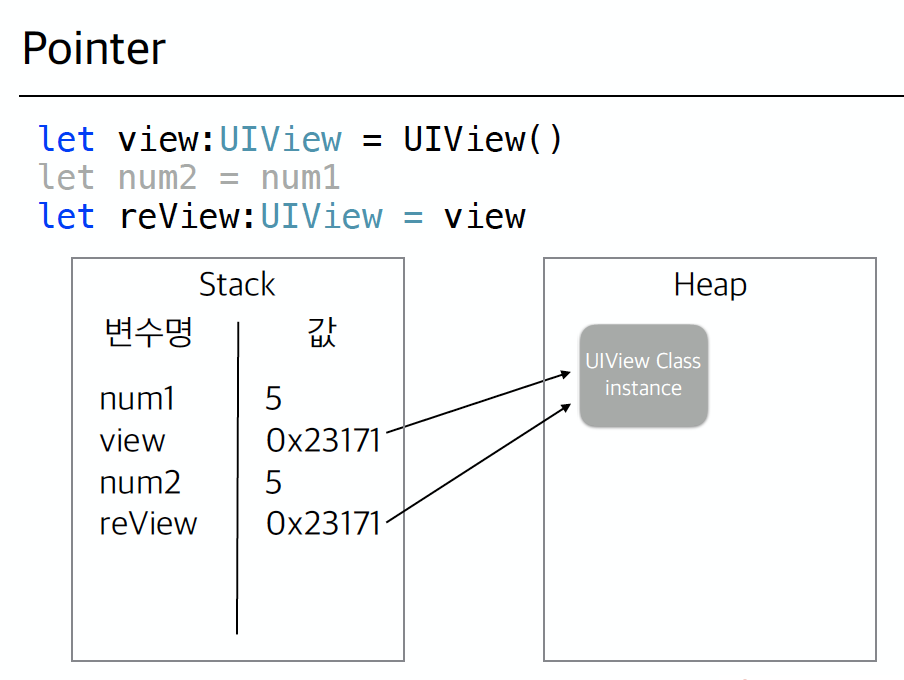 Pointer
let view:UIView = UIView()
let num2 = num1
let reView:UIView = view
Stack
변수명 값
num1 5
view 0x23171
num2 5
reView 0x23171
Heap
UIView Class
instance